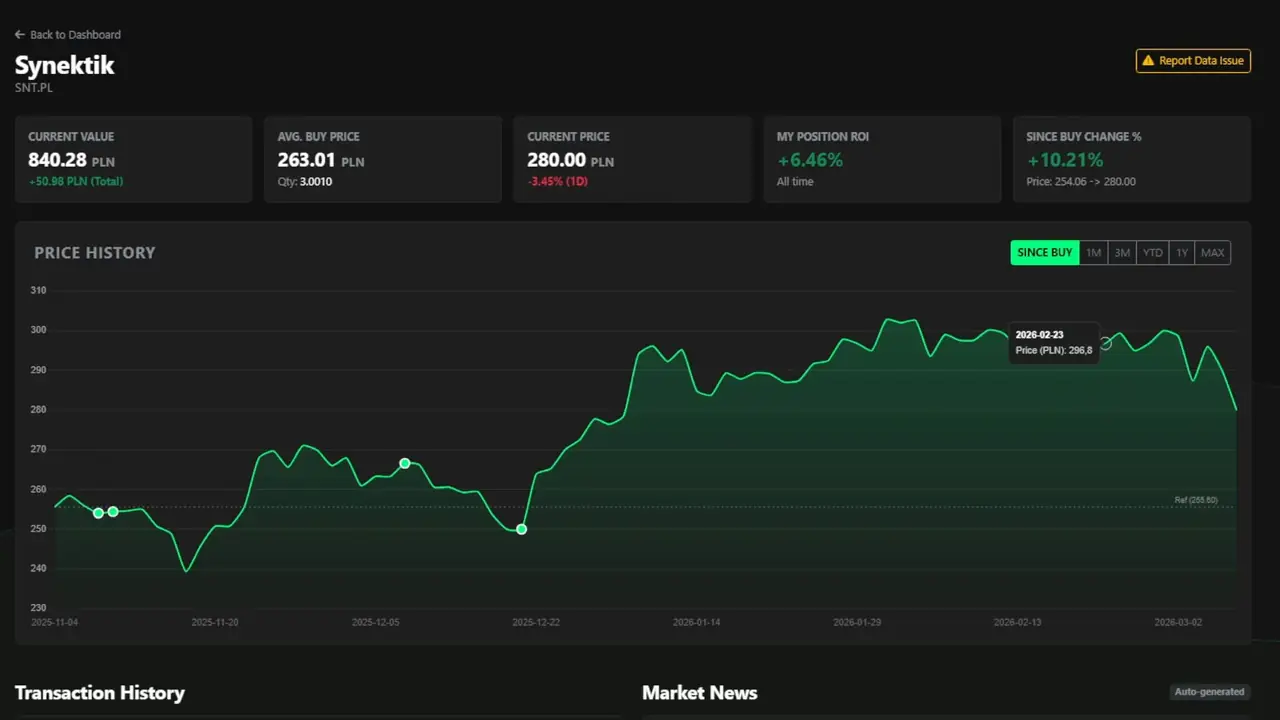 Back to Dashboard
Synektik
SNT.PL
Report Data Issue
CURRENT VALUE
840.28 PLN
+50.98 PLN (Total)
AVG. BUY PRICE
263.01 PLN
Qty: 3.0010
CURRENT PRICE
280.00 PLN
-3.45% (1D)
MY POSITION ROI
+6.46%
All time
SINCE BUY CHANGE %
+10.21%
Price: 254.06 -> 280.00
PRICE HISTORY
SINCE BUY 1M 3M YTD 1Y MAX
310
300
290
280
270
260
250
240
230
2026-02-23
Price (PLN): 296,8
Ref (255.60)
2025-11-04 2025-11-20 2025-12-05 2025-12-22 2026-01-14 2026-01-29 2026-02-13 2026-03-02
Transaction History
Market News
Auto-generated